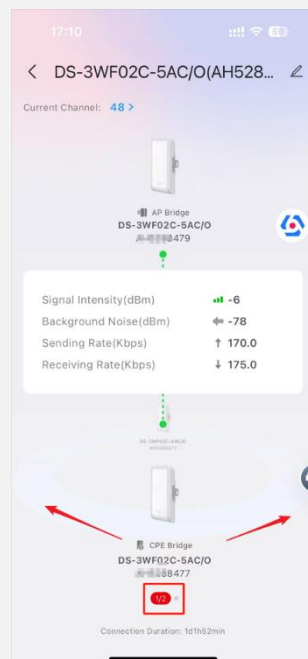 17:10
DS-3WF02C-5AC/O(AH528...
Current Channel: 48 >
AP Bridge
DS-3WF02C-5AC/O
479
Signal Intensity(dBm) -6
Background Noise(dBm) -78
Sending Rate(Kbps) ↑ 170.0
Receiving Rate(Kbps) ↓ 175.0
CPE Bridge
DS-3WF02C-5AC/O
88477
1/2
Connection Duration: 1d1h52min